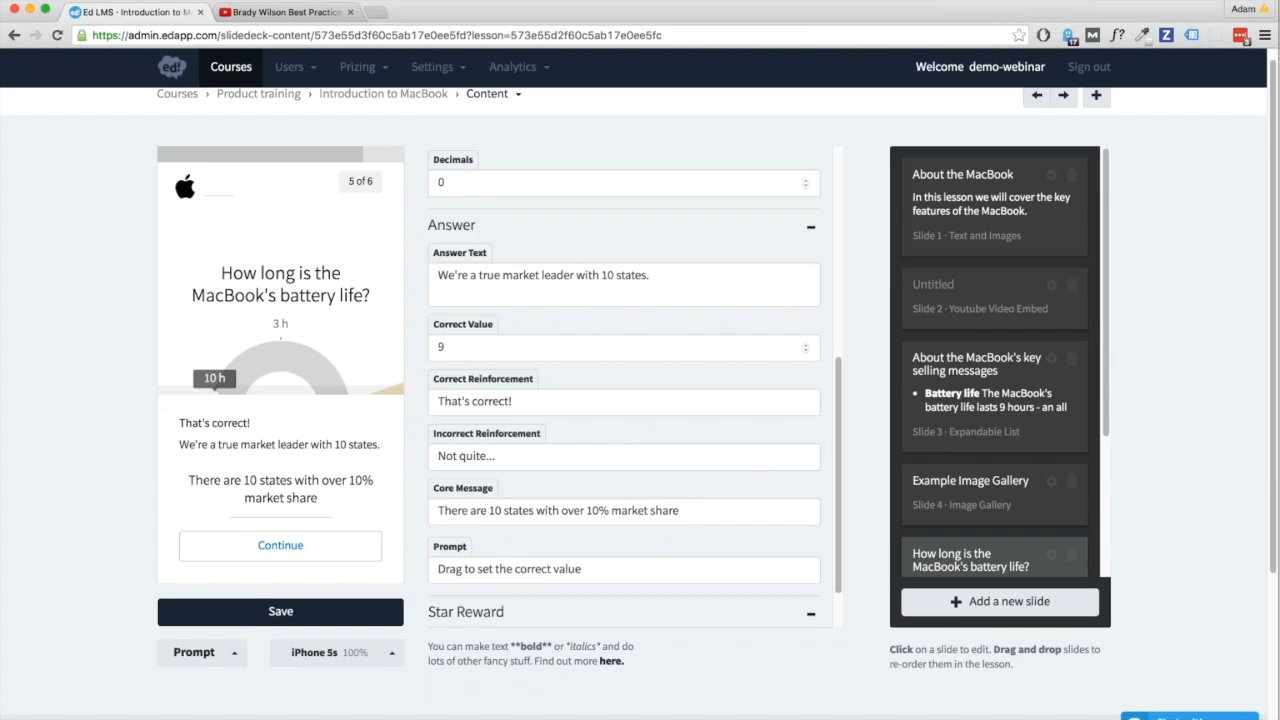 Ed LMS - Introduction to M
Brady Wilson Best Practice
Adam
https://admin.edapp.com/slidedeck-content/573e55d3f60c5ab17e0ee5fd?lesson=573e55d2f60c5ab17e0ee5fc
ed! Courses Users Prizing Settings Analytics Welcome demo-webinar Sign out
Courses › Product training › Introduction to MacBook › Content
5 of 6
How long is the
MacBook's battery life?
3 h
10 h
That's correct!
We're a true market leader with 10 states.
There are 10 states with over 10%
market share
Continue
Save
Prompt
iPhone 5s 100%
Decimals
0
Answer
Answer Text
We're a true market leader with 10 states.
Correct Value
9
Correct Reinforcement
That's correct!
Incorrect Reinforcement
Not quite...
Core Message
There are 10 states with over 10% market share
Prompt
Drag to set the correct value
Star Reward
You can make text **bold** or *italics* and do
lots of other fancy stuff. Find out more here.
About the MacBook
In this lesson we will cover the key
features of the MacBook.
Slide 1 · Text and Images
Untitled
Slide 2 · Youtube Video Embed
About the MacBook's key
selling messages
• Battery life The MacBook's
battery life lasts 9 hours - an all
Slide 3 · Expandable List
Example Image Gallery
Slide 4 · Image Gallery
How long is the
MacBook's battery life?
Add a new slide
Click on a slide to edit. Drag and drop slides to
re-order them in the lesson.